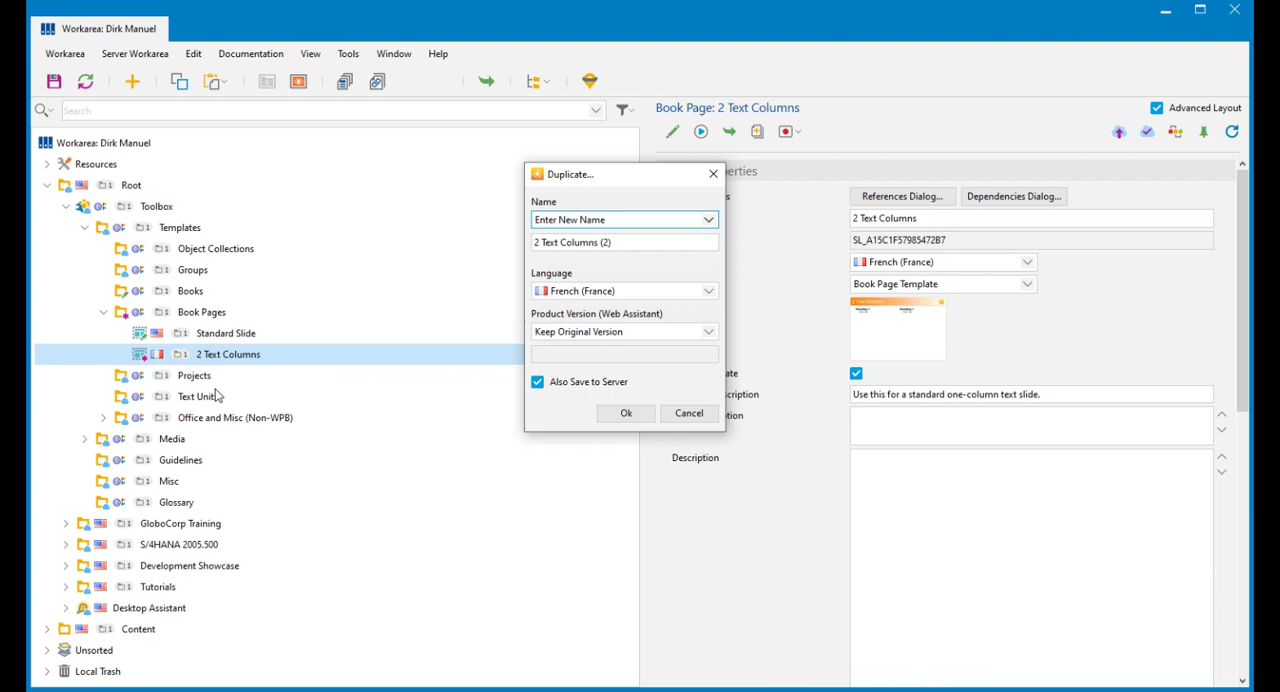 Workarea: Dirk Manuel
Workarea Server Workarea Edit Documentation View Tools Window Help
Search
Workarea: Dirk Manuel
Resources
Root
Toolbox
Templates
Object Collections
Groups
Books
Book Pages
Standard Slide
2 Text Columns
Projects
Text Units
Office and Misc (Non-WPB)
Media
Guidelines
Misc
Glossary
GloboCorp Training
S/4HANA 2005.500
Development Showcase
Tutorials
Desktop Assistant
Content
Unsorted
Local Trash
Duplicate...
Name
Enter New Name
2 Text Columns (2)
Language
French (France)
Product Version (Web Assistant)
Keep Original Version
Also Save to Server
Ok Cancel
Book Page: 2 Text Columns
Advanced Layout
References Dialog... Dependencies Dialog...
2 Text Columns
SL_A15C1F57985472B7
French (France)
Book Page Template
Use this for a standard one-column text slide.
Description